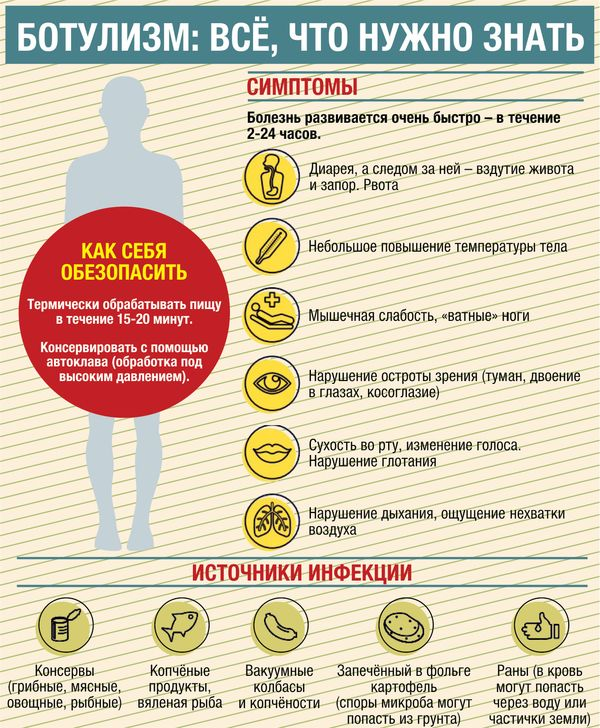 БОТУЛИЗМ: ВСЁ, ЧТО НУЖНО ЗНАТЬ
СИМПТОМЫ
Болезнь развивается очень быстро – в течение
2-24 часов.
Диарея, а следом за ней – вздутие живота
и запор. Рвота
Небольшое повышение температуры тела
Мышечная слабость, «ватные» ноги
Нарушение остроты зрения (туман, двоение
в глазах, косоглазие)
Сухость во рту, изменение голоса.
Нарушение глотания
Нарушение дыхания, ощущение нехватки
воздуха
КАК СЕБЯ
ОБЕЗОПАСИТЬ
Термически обрабатывать пищу
в течение 15-20 минут.
Консервировать с помощью
автоклава (обработка под
высоким давлением).
ИСТОЧНИКИ ИНФЕКЦИИ
Консервы
(грибные, мясные,
овощные, рыбные)
Копчёные
продукты,
вяленая рыба
Вакуумные
колбасы
и копчёности
Запечённый в фольге
картофель
(споры микроба могут
попасть из грунта)
Раны (в кровь
могут попасть
через воду или
частички земли)